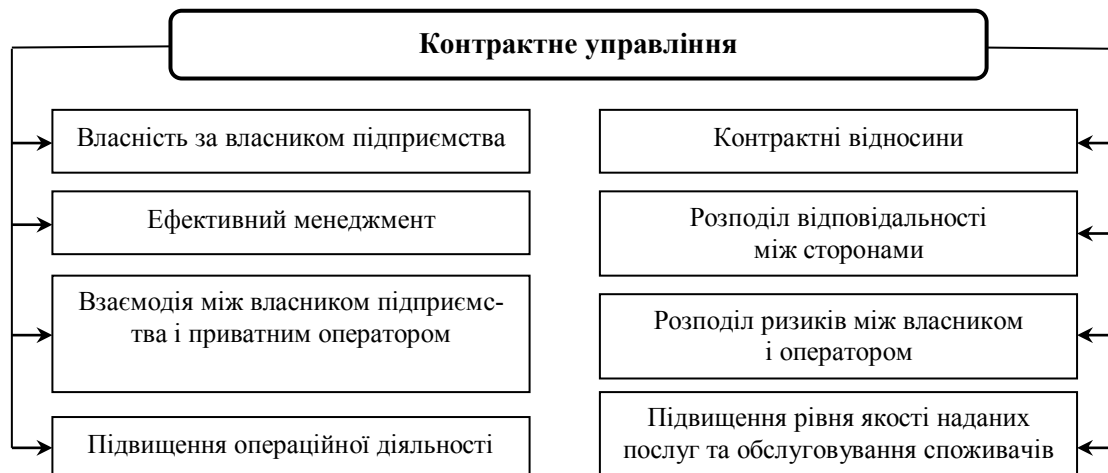 Контрактне управління
Власність за власником підприємства
Ефективний менеджмент
Взаємодія між власником підприємс-
тва і приватним оператором
Підвищення операційної діяльності
Контрактні відносини
Розподіл відповідальності
між сторонами
Розподіл ризиків між власником
і оператором
Підвищення рівня якості наданих
послуг та обслуговування споживачів